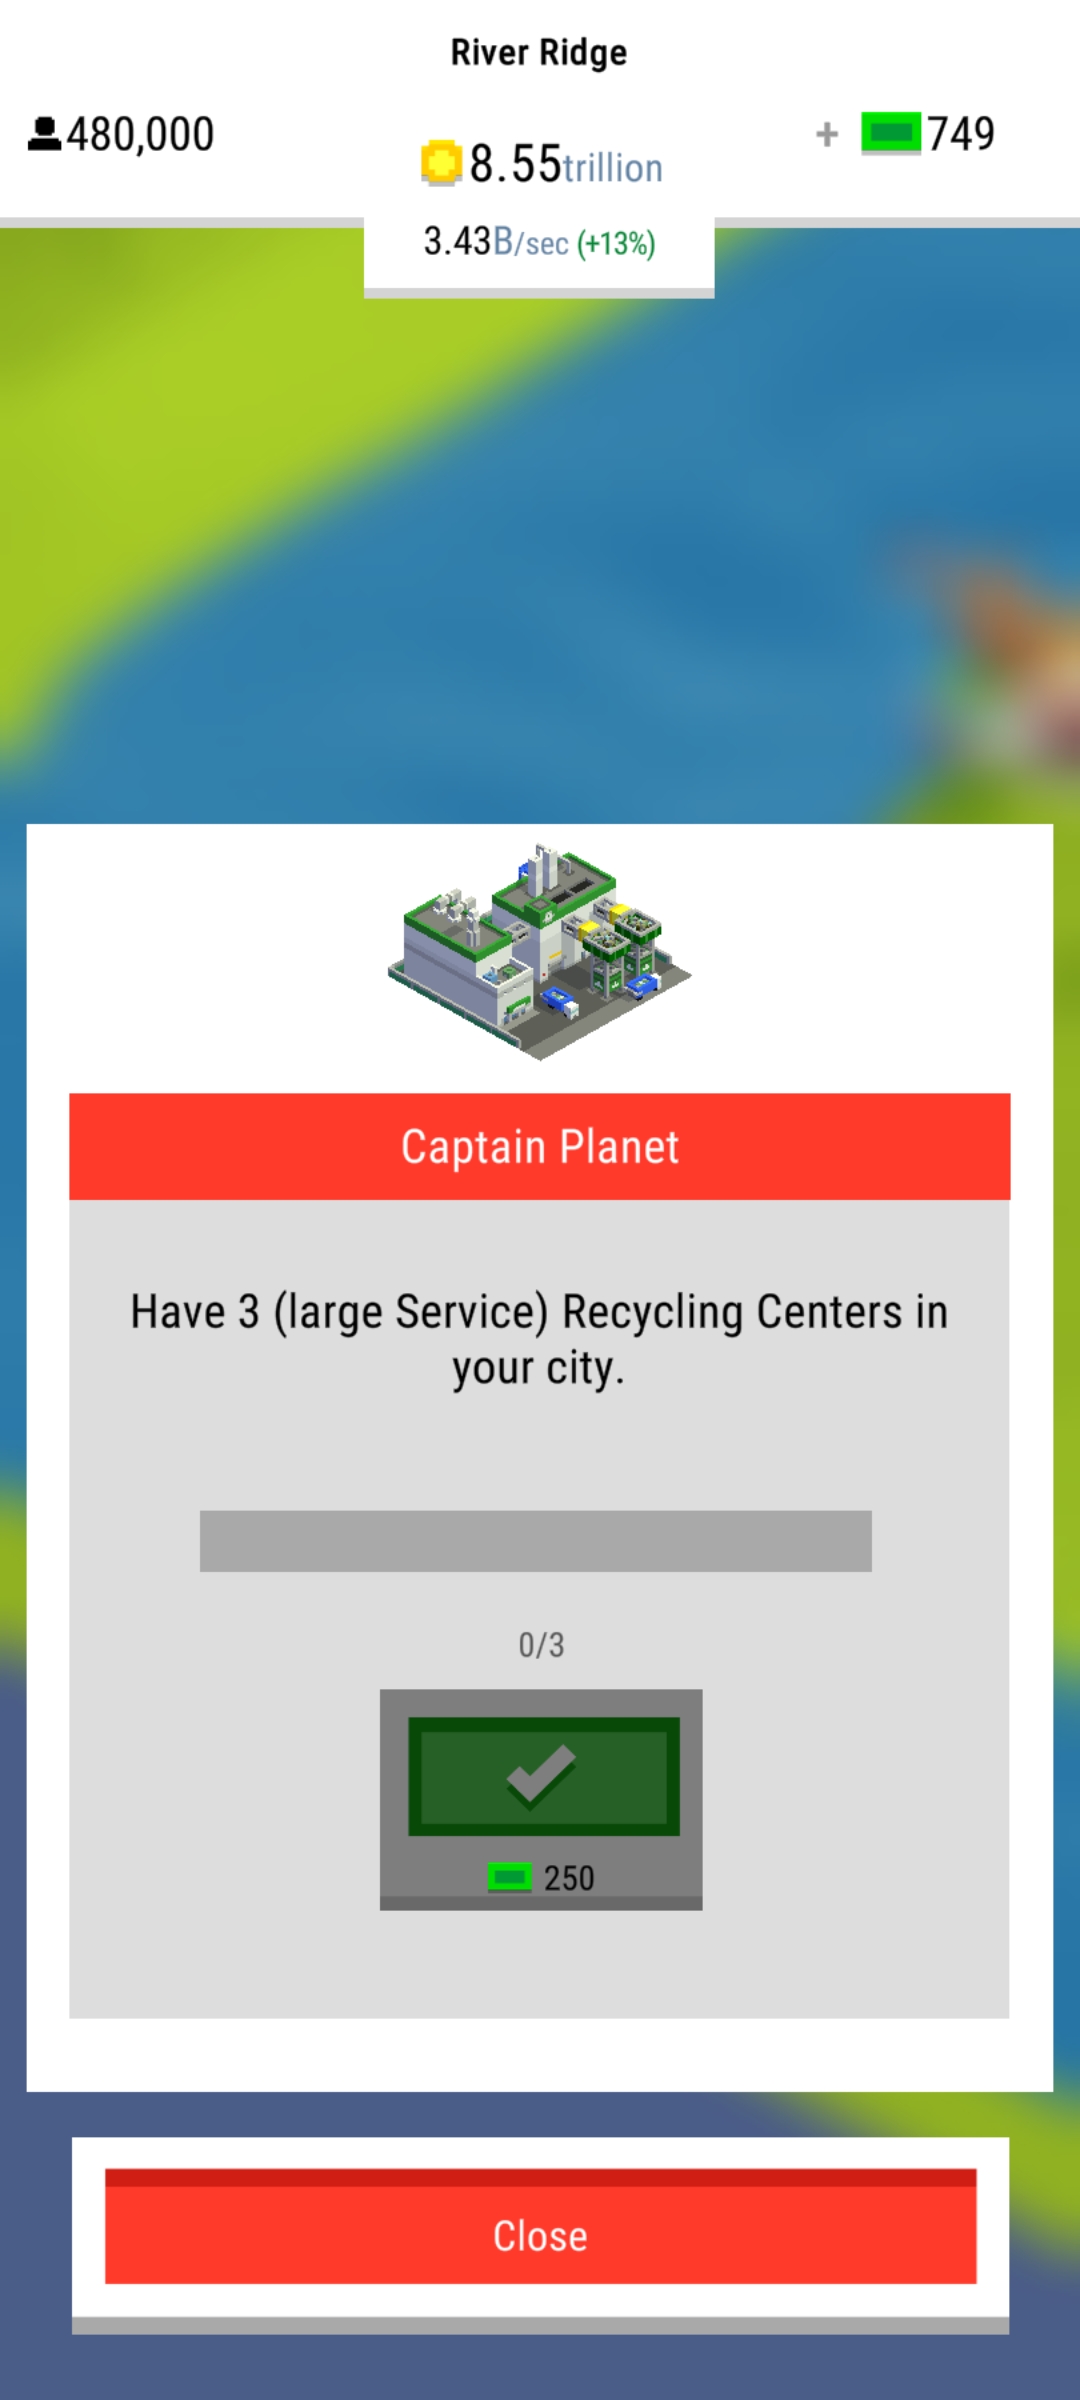 River Ridge
480,000
8.55trillion
+ 749
3.43B/sec (+13%)
Captain Planet
Have 3 (large Service) Recycling Centers in
your city.
0/3
250
Close